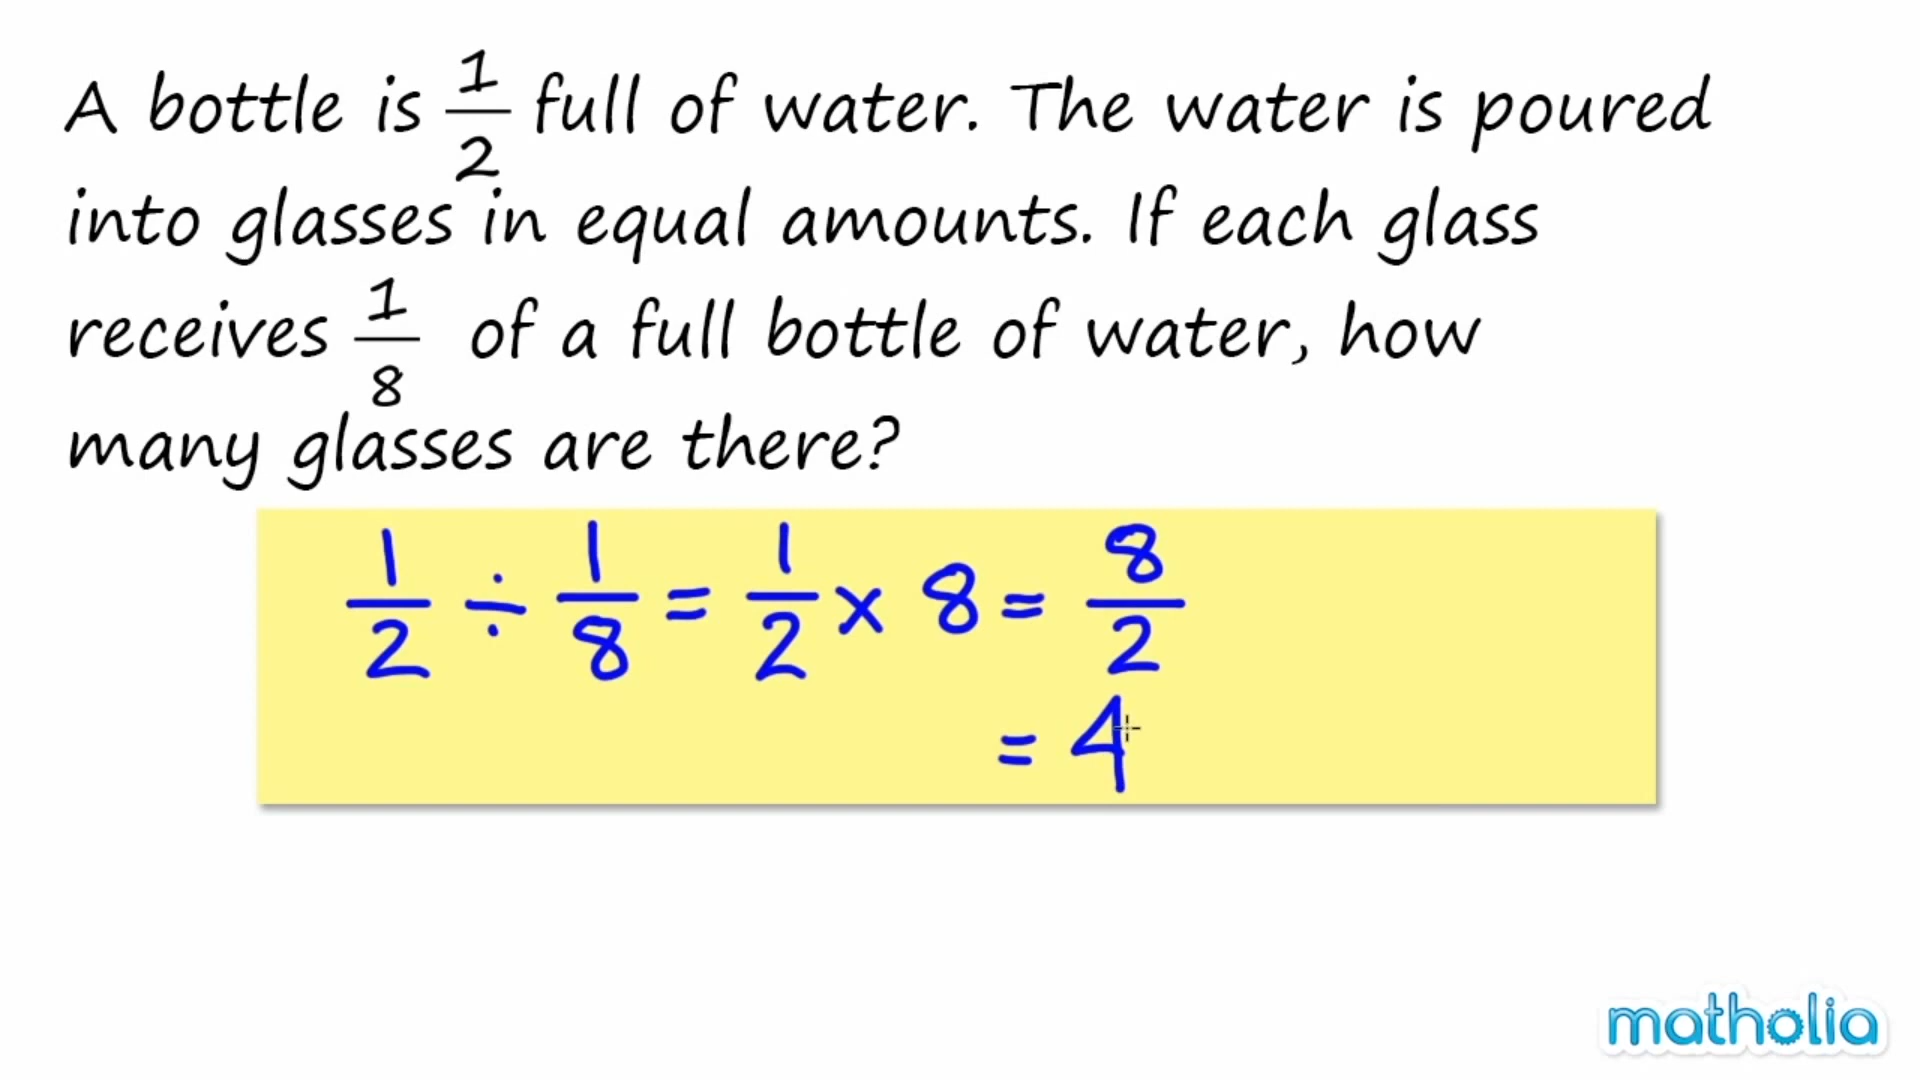 A bottle is 1/2 full of water. The water is poured
into glasses in equal amounts. If each glass
receives 1/8 of a full bottle of water, how
many glasses are there?
1/2 ÷ 1/8 = 1/2 × 8 = 8/2
= 4
matholia